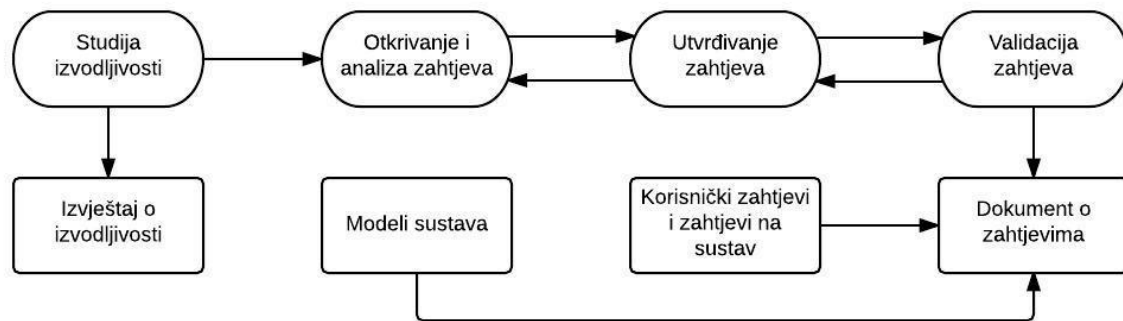 Studija
izvodljivosti
Otkrivanje i
analiza zahtjeva
Utvrđivanje
zahtjeva
Validacija
zahtjeva
Izvještaj o
izvodljivosti
Modeli sustava
Korisnički zahtjevi
i zahtjevi na
sustav
Dokument o
zahtjevima